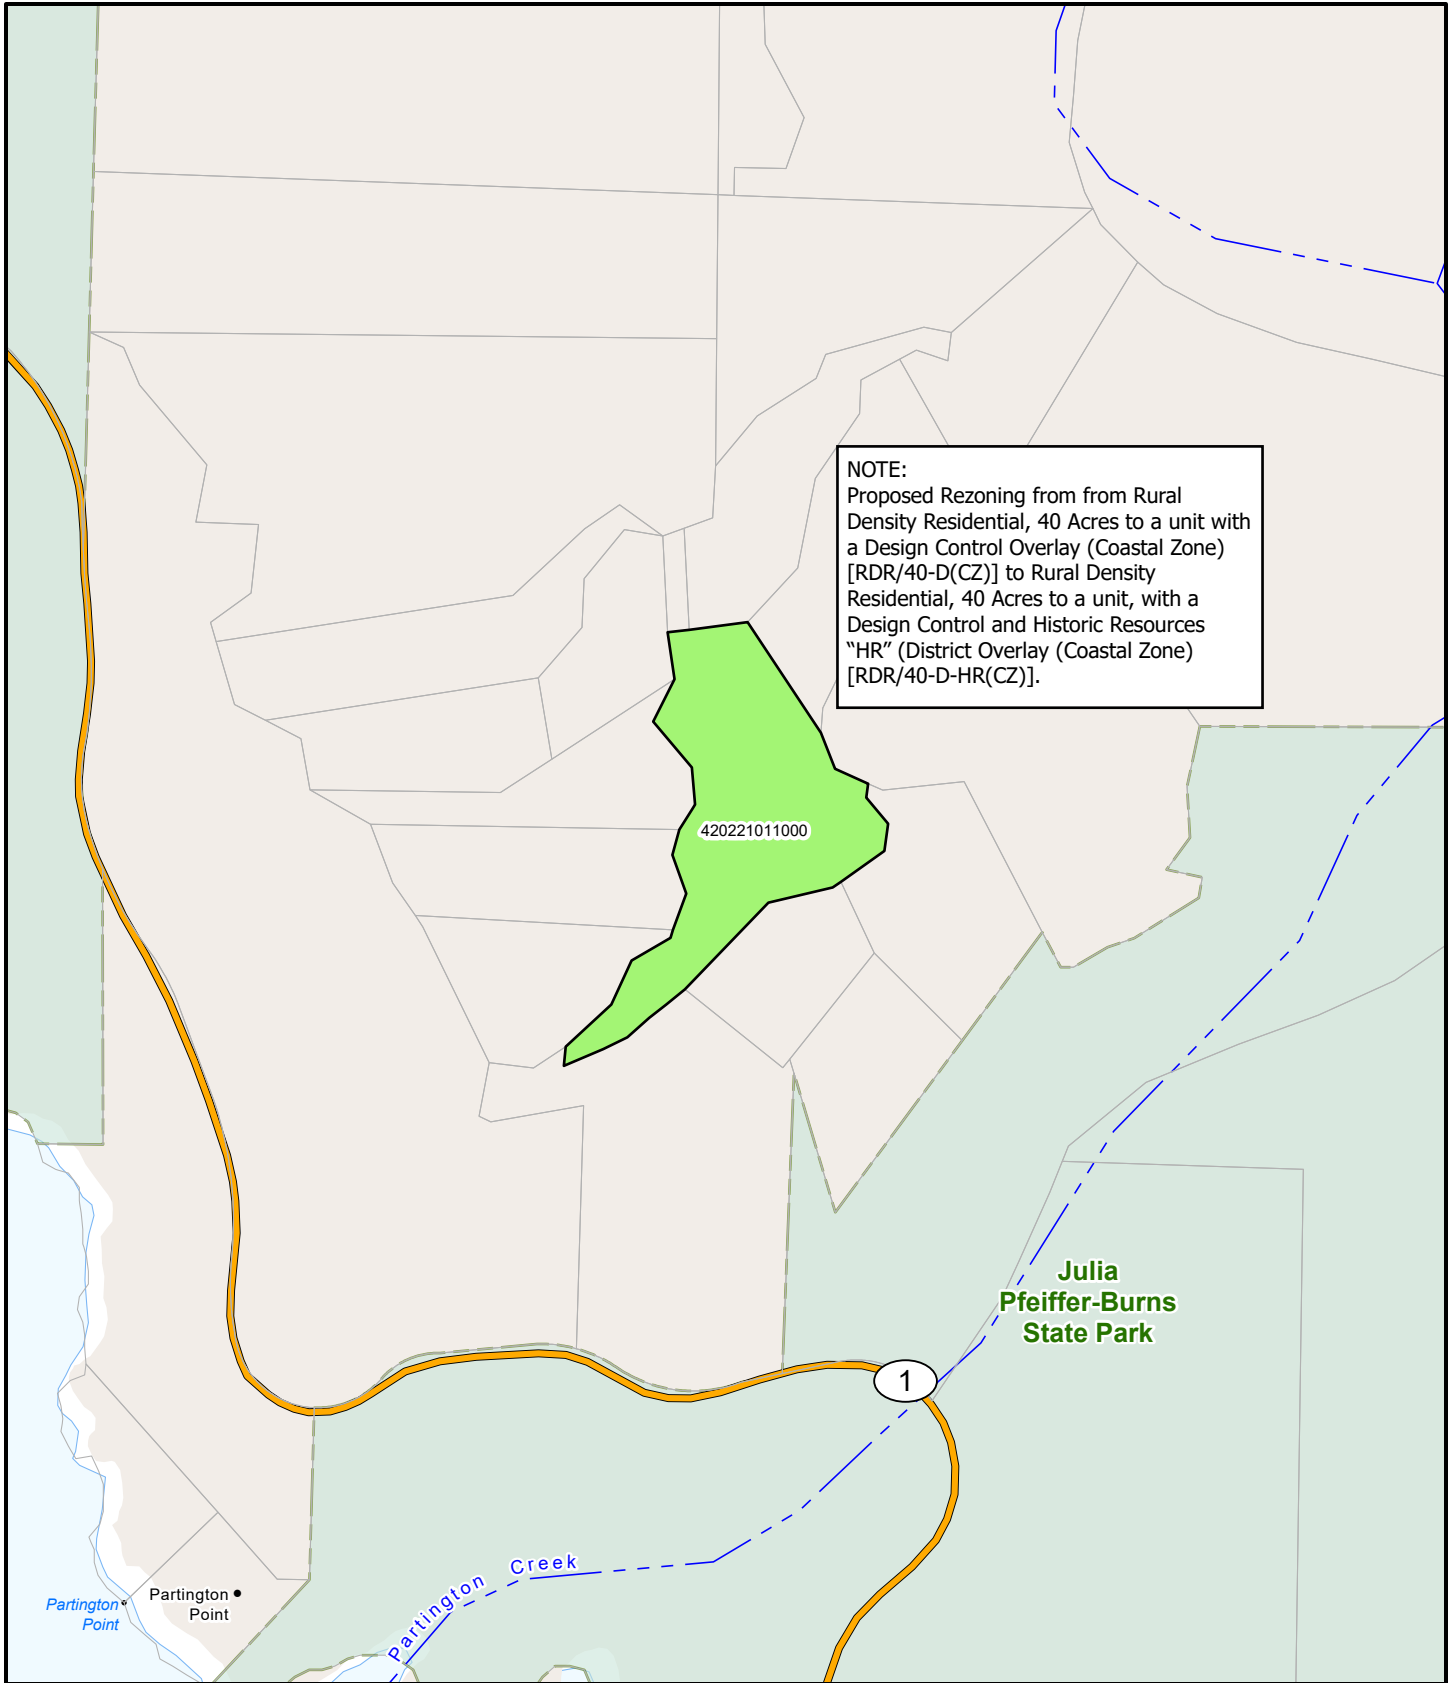 NOTE:
Proposed Rezoning from from Rural
Density Residential, 40 Acres to a unit with
a Design Control Overlay (Coastal Zone)
[RDR/40-D(CZ)] to Rural Density
Residential, 40 Acres to a unit, with a
Design Control and Historic Resources
“HR” (District Overlay (Coastal Zone)
[RDR/40-D-HR(CZ)].
420221011000
Julia
Pfeiffer-Burns
State Park
1
Partington Creek
Partington
Point
Partington
Point